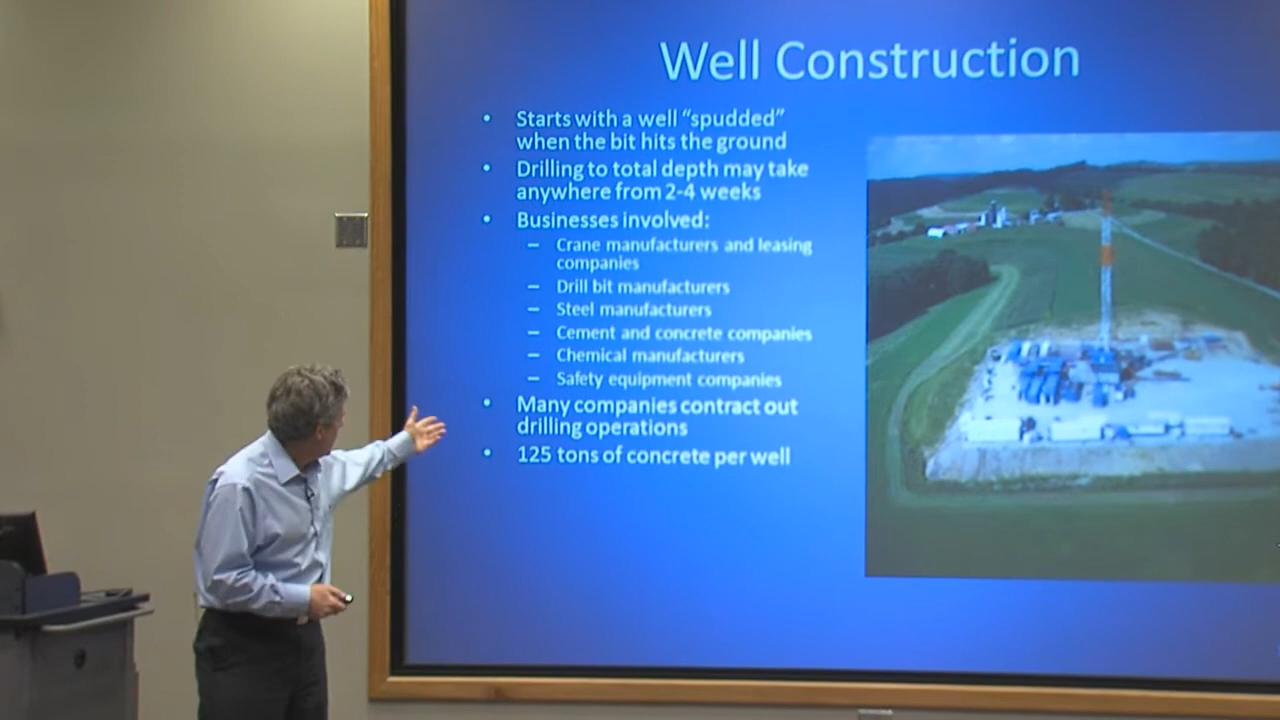 Well Construction
• Starts with a well “spudded”
when the bit hits the ground
• Drilling to total depth may take
anywhere from 2-4 weeks
• Businesses involved:
– Crane manufacturers and leasing
companies
– Drill bit manufacturers
– Steel manufacturers
– Cement and concrete companies
– Chemical manufacturers
– Safety equipment companies
• Many companies contract out
drilling operations
• 125 tons of concrete per well